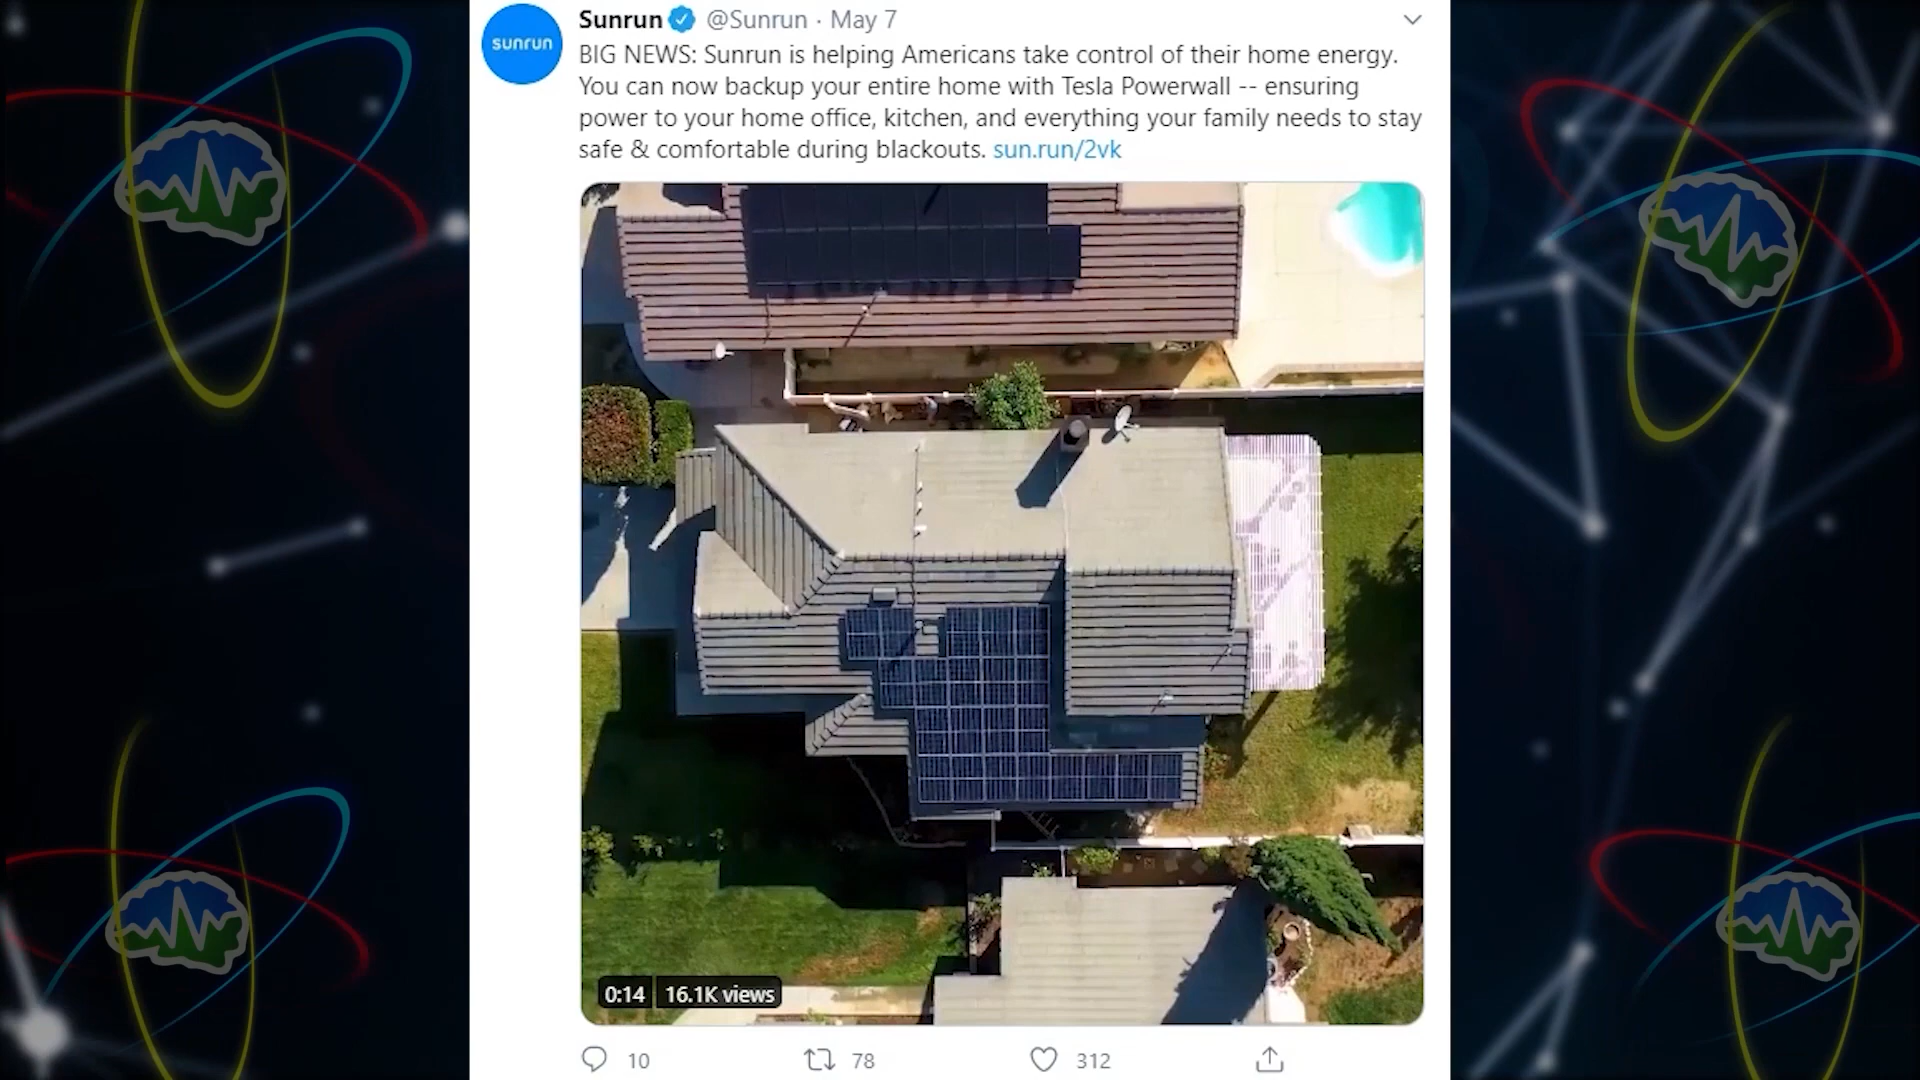 sunrun
Sunrun @Sunrun · May 7
BIG NEWS: Sunrun is helping Americans take control of their home energy.
You can now backup your entire home with Tesla Powerwall -- ensuring
power to your home office, kitchen, and everything your family needs to stay
safe & comfortable during blackouts. sun.run/2vk
0:14 16.1K views
10 78 312